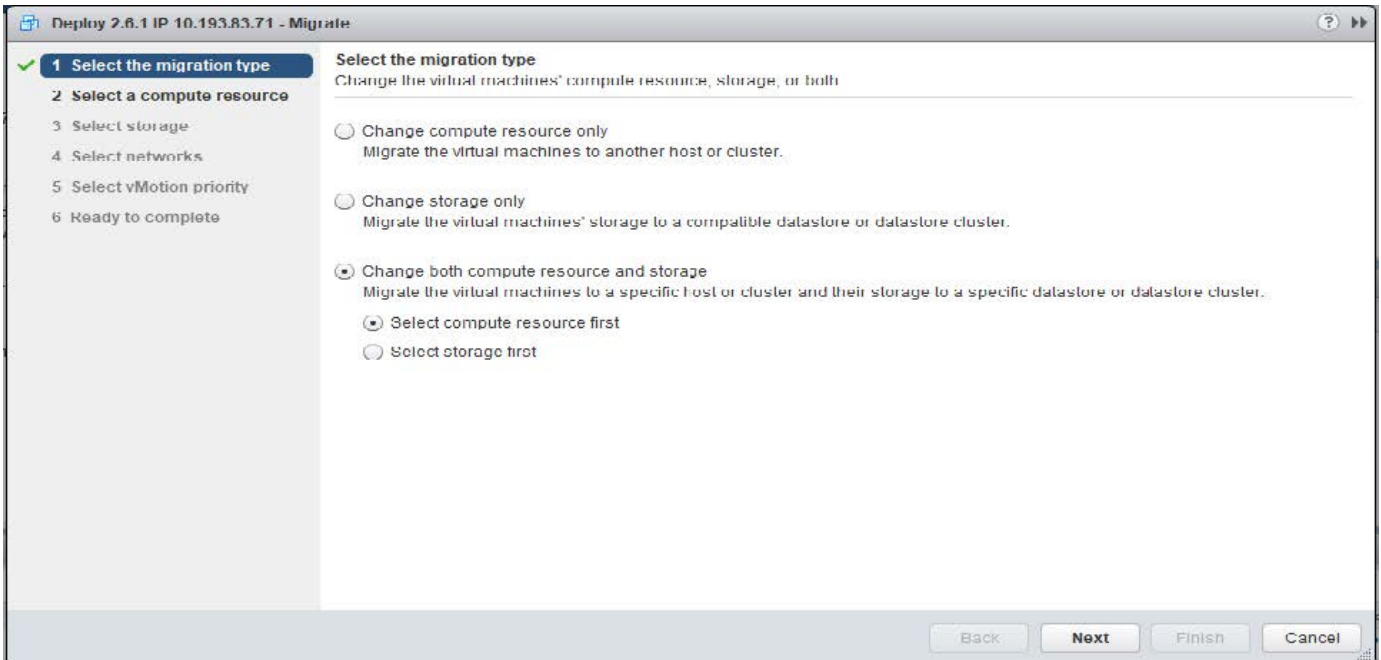 Deploy 2.6.1 IP 10.193.83.71 - Migrate
1 Select the migration type
2 Select a compute resource
3 Select storage
4 Select networks
5 Select vMotion priority
6 Ready to complete
Select the migration type
Change the virtual machines' compute resource, storage, or both
Change compute resource only
Migrate the virtual machines to another host or cluster.
Change storage only
Migrate the virtual machines' storage to a compatible datastore or datastore cluster.
Change both compute resource and storage
Migrate the virtual machines to a specific host or cluster and their storage to a specific datastore or datastore cluster.
Select compute resource first
Select storage first
Back Next Finish Cancel